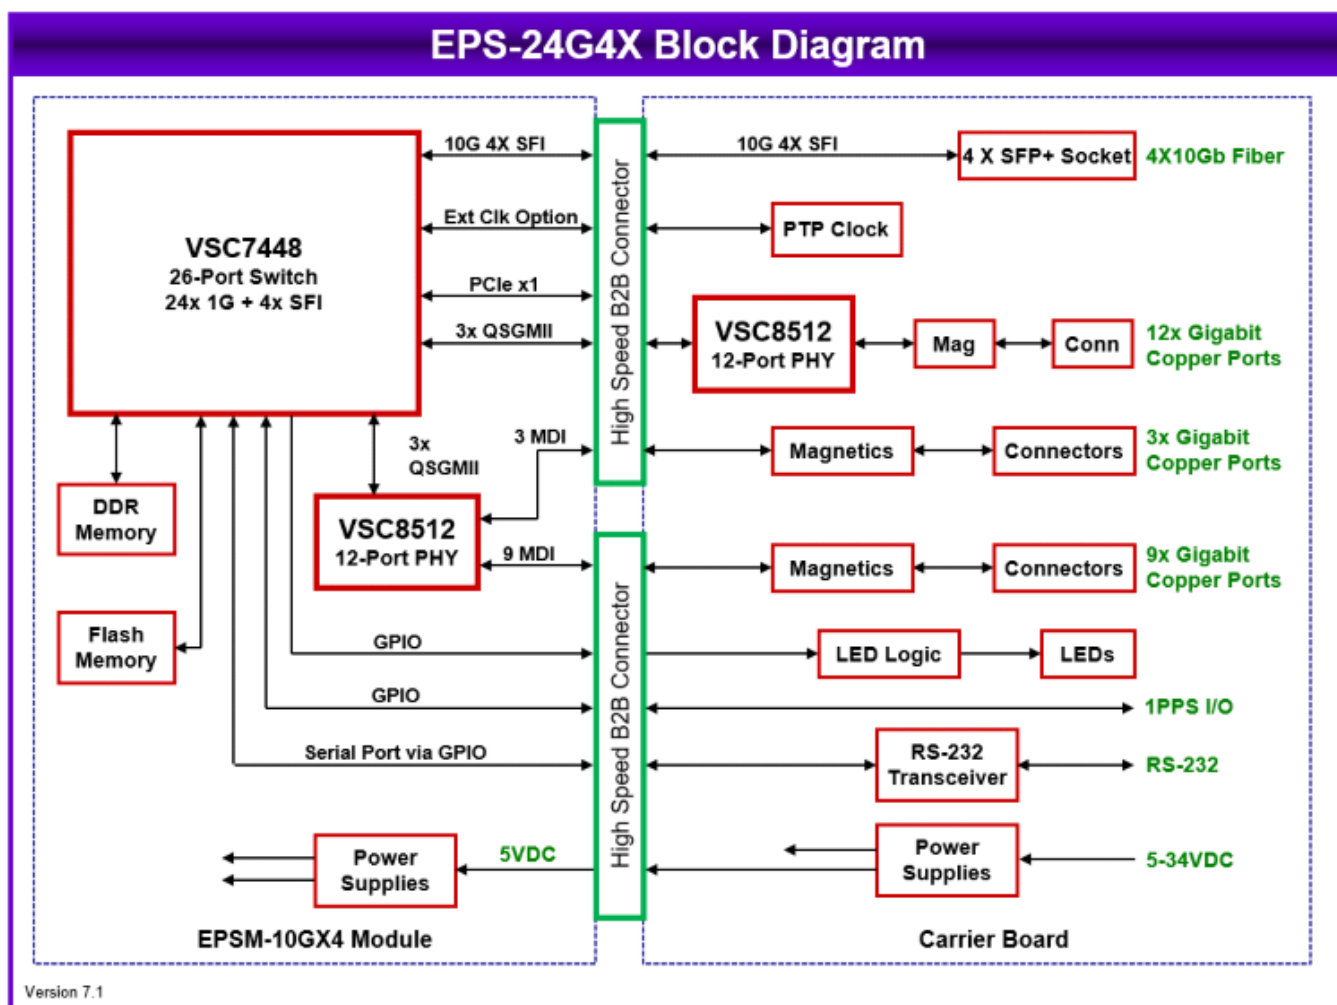 EPS-24G4X Block Diagram
VSC7448
26-Port Switch
24x 1G + 4x SFI
10G 4X SFI
Ext Clk Option
PCIe x1
3x QSGMII
High Speed B2B Connector
10G 4X SFI
4 X SFP+ Socket
4X10Gb Fiber
PTP Clock
VSC8512
12-Port PHY
Mag
Conn
12x Gigabit
Copper Ports
3x
QSGMII
3 MDI
Magnetics
Connectors
3x Gigabit
Copper Ports
DDR
Memory
VSC8512
12-Port PHY
9 MDI
High Speed B2B Connector
Magnetics
Connectors
9x Gigabit
Copper Ports
Flash
Memory
GPIO
LED Logic
LEDs
GPIO
1PPS I/O
Serial Port via GPIO
RS-232
Transceiver
RS-232
Power
Supplies
5VDC
Power
Supplies
5-34VDC
EPSM-10GX4 Module
Carrier Board
Version 7.1